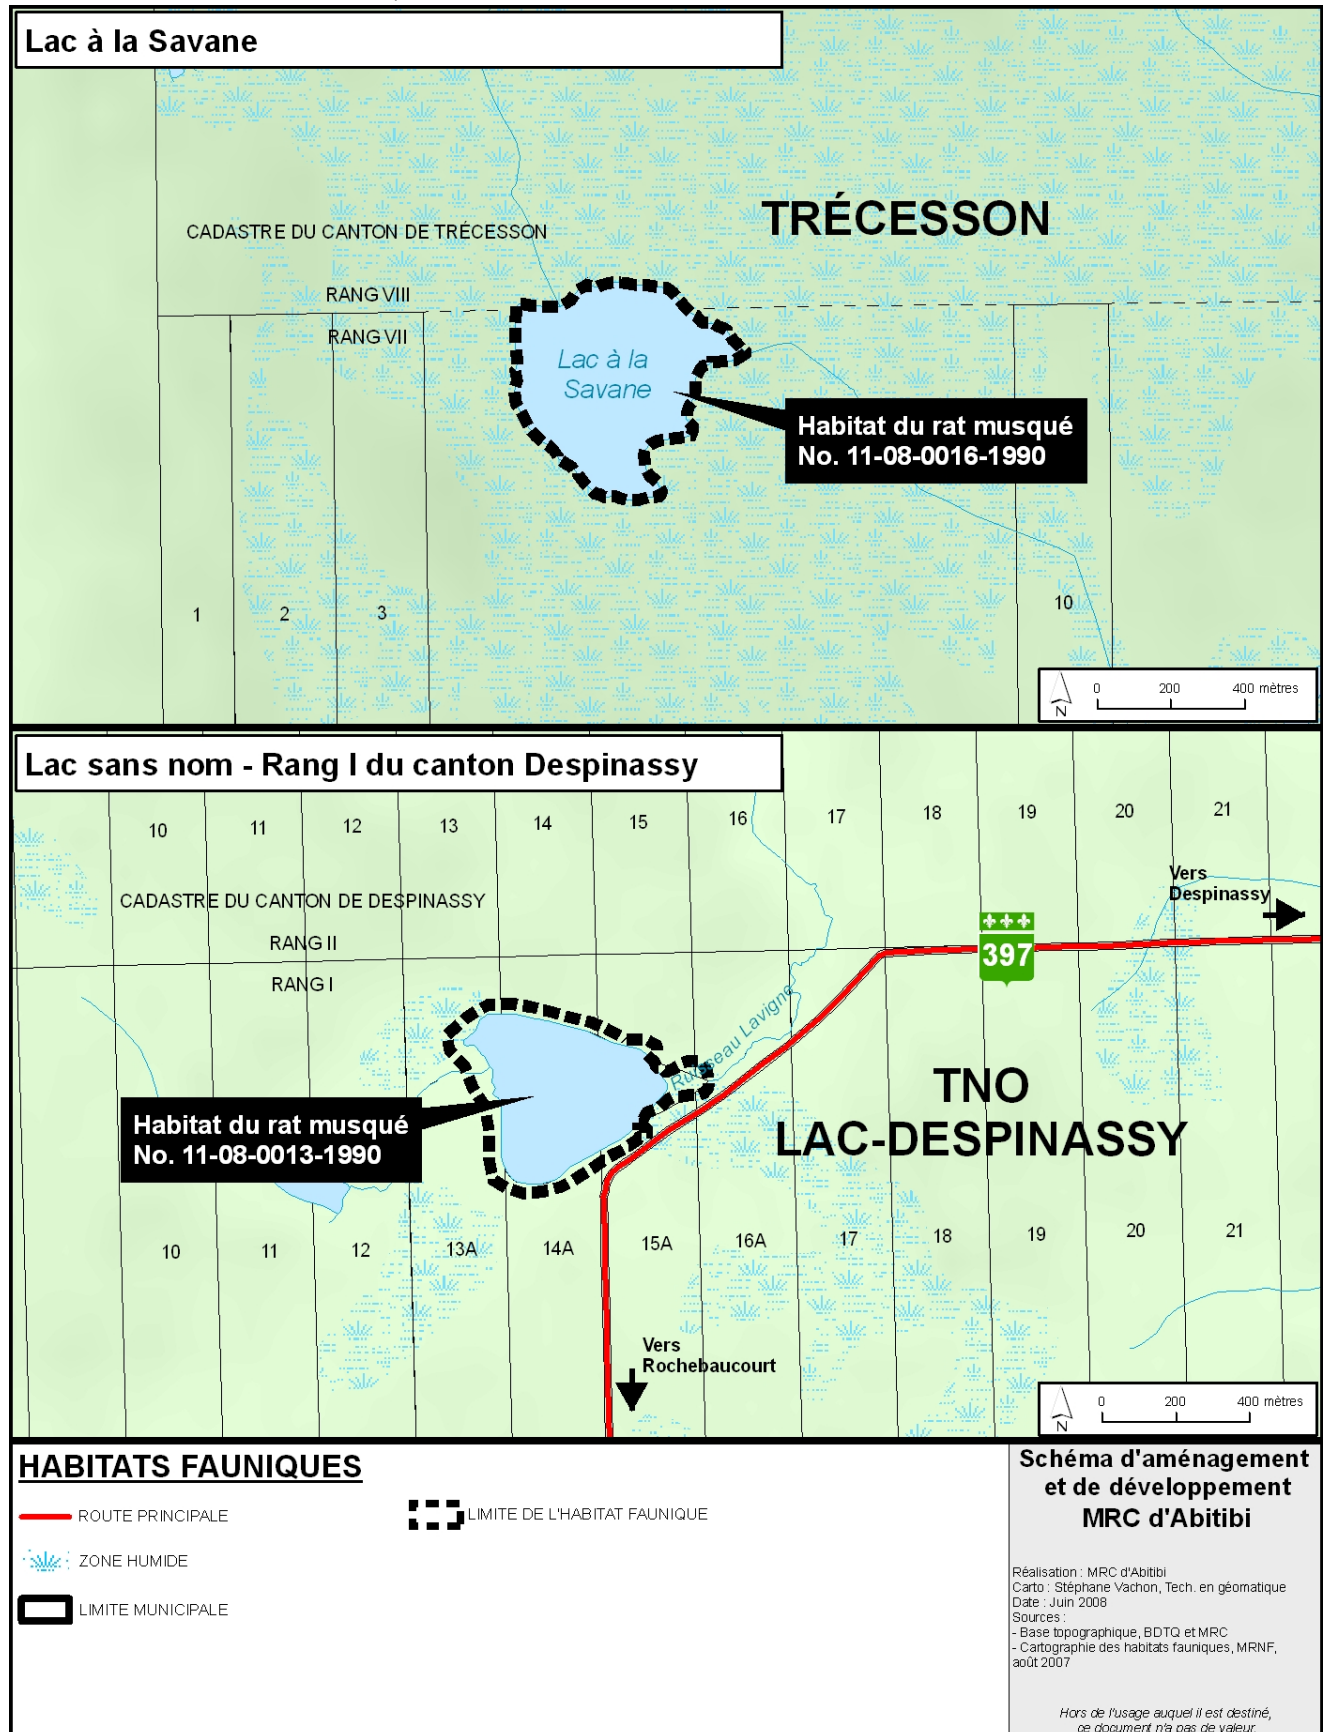 Lac à la Savane
TRÉCESSON
CADASTRE DU CANTON DE TRÉCESSON
RANG VIII
RANG VII
Lac à la
Savane
Habitat du rat musqué
No. 11-08-0016-1990
1
2
3
10
N
0 200 400 mètres
Lac sans nom - Rang I du canton Despinassy
10 11 12 13 14 15 16 17 18 19 20 21
Vers
Despinassy
CADASTRE DU CANTON DE DESPINASSY
RANG II
RANG I
397
Ruisseau Lavigne
TNO
LAC-DESPINASSY
Habitat du rat musqué
No. 11-08-0013-1990
10 11 12 13A 14A 15A 16A 17 18 19 20 21
Vers
Rochebaucourt
N
0 200 400 mètres
HABITATS FAUNIQUES
ROUTE PRINCIPALE
ZONE HUMIDE
LIMITE MUNICIPALE
LIMITE DE L'HABITAT FAUNIQUE
Schéma d'aménagement
et de développement
MRC d'Abitibi
Réalisation : MRC d'Abitibi
Carto : Stéphane Vachon, Tech. en géomatique
Date : Juin 2008
Sources :
- Base topographique, BDTQ et MRC
- Cartographie des habitats fauniques, MRNF,
août 2007
Hors de l'usage auquel il est destiné,
ce document n'a pas de valeur.